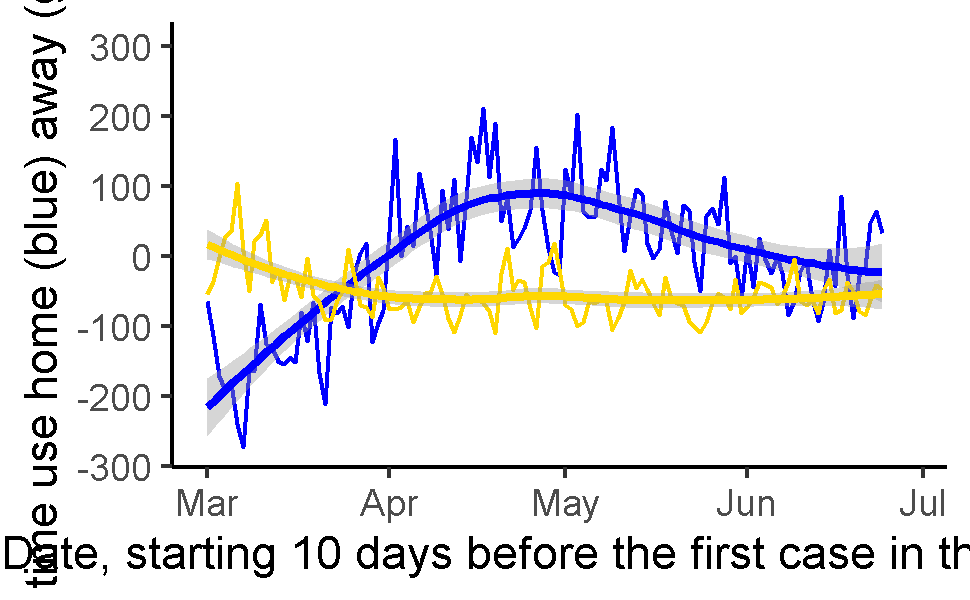 time use home (blue) away (
300
200
100
0
-100
-200
-300
Mar Apr May Jun Jul
Date, starting 10 days before the first case in th